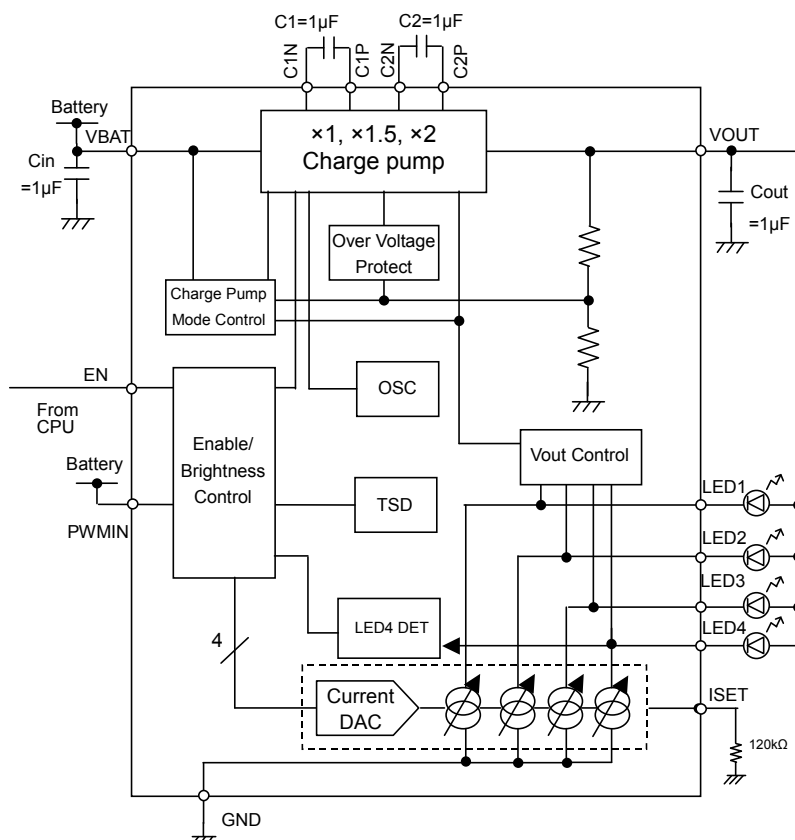 C1=1µF
C2=1µF
C1N
C1P
C2N
C2P
Battery
VBAT
Cin
=1µF
×1, ×1.5, ×2
Charge pump
VOUT
Cout
=1µF
Over Voltage
Protect
Charge Pump
Mode Control
EN
From
CPU
OSC
Enable/
Brightness
Control
Battery
PWMIN
Vout Control
TSD
LED1
LED2
LED3
LED4
LED4 DET
4
Current
DAC
ISET
120kΩ
GND